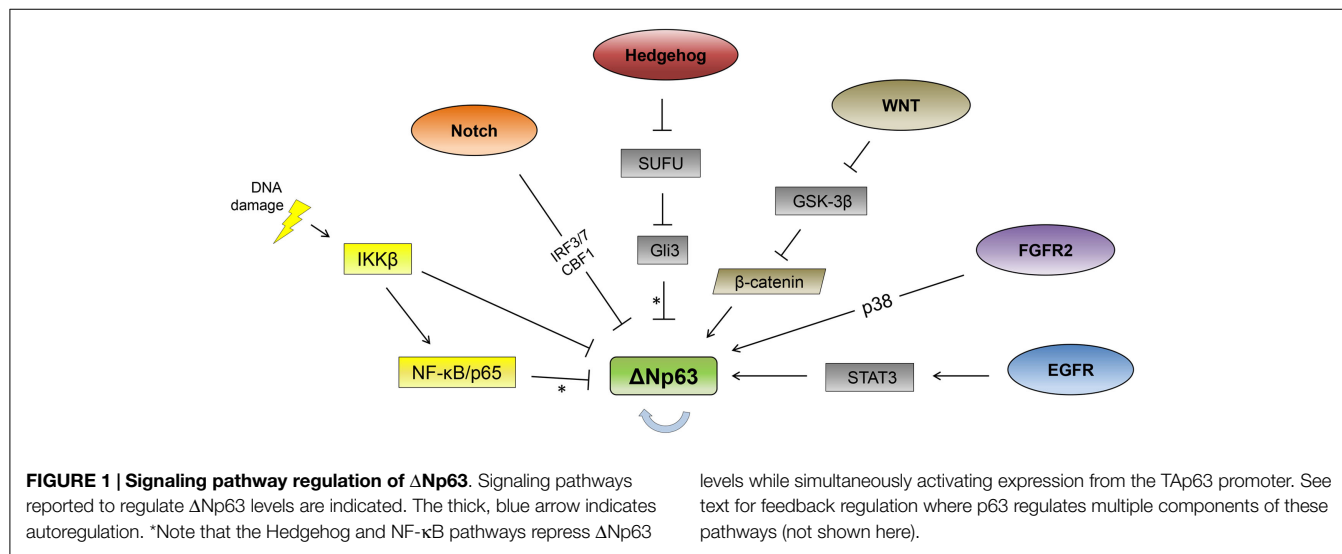 Hedgehog
WNT
Notch
SUFU
DNA
damage
GSK-3β
IRF3/7
CBF1
Gli3
IKKβ
FGFR2
β-catenin
*
p38
NF-κB/p65
*
ΔNp63
STAT3
EGFR
FIGURE 1 | Signaling pathway regulation of ΔNp63. Signaling pathways
reported to regulate ΔNp63 levels are indicated. The thick, blue arrow indicates
autoregulation. *Note that the Hedgehog and NF-κB pathways repress ΔNp63
levels while simultaneously activating expression from the TAp63 promoter. See
text for feedback regulation where p63 regulates multiple components of these
pathways (not shown here).